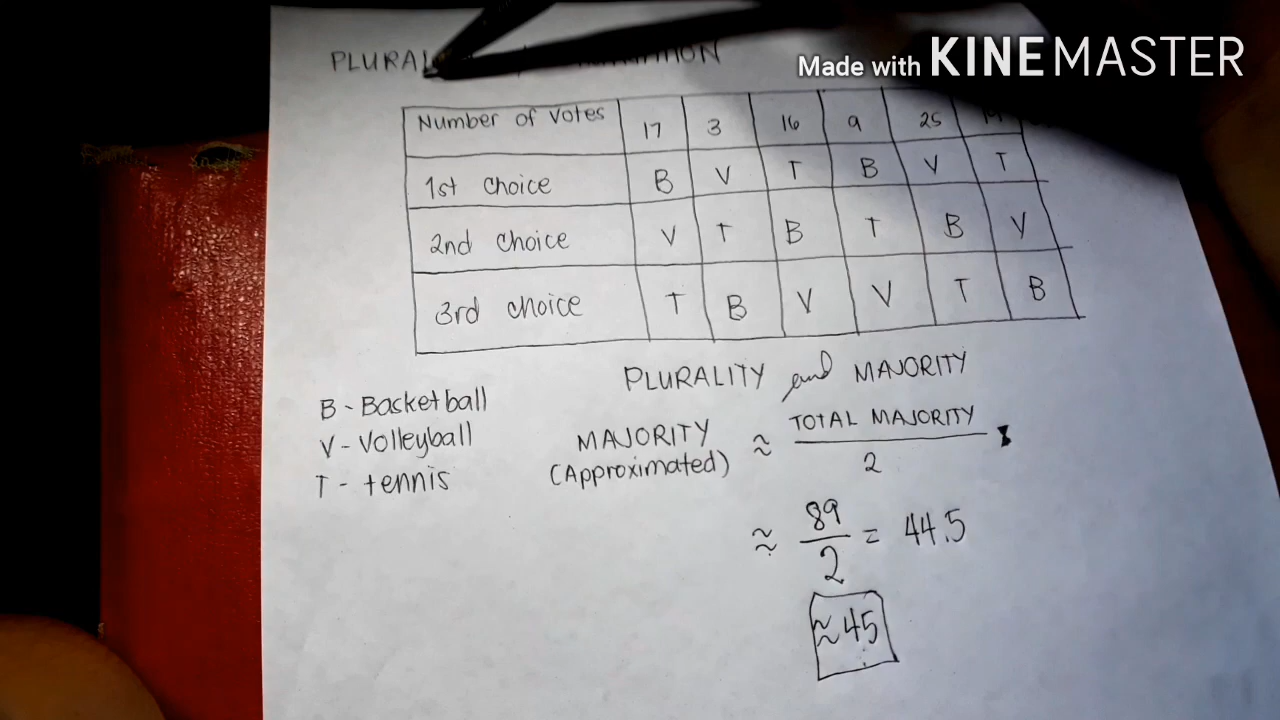 PLURAL
Made with KINEMASTER
Number of Votes 17 3 16 9 25
1st choice B V T B V T
2nd choice V T B T B V
3rd choice T B V V T B
PLURALITY and MAJORITY
B - Basketball
V - Volleyball
T - tennis
MAJORITY (Approximated) ≈ TOTAL MAJORITY / 2
≈ 89 / 2 = 44.5
≈ 45